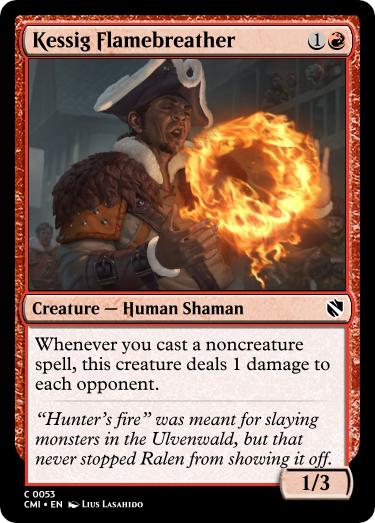 Kessig Flamebreather 1
Creature — Human Shaman
Whenever you cast a noncreature
spell, this creature deals 1 damage to
each opponent.
“Hunter's fire” was meant for slaying
monsters in the Ulvenwald, but that
never stopped Ralen from showing it off.
1/3
C 0053
CMI • EN Lius Lasahido